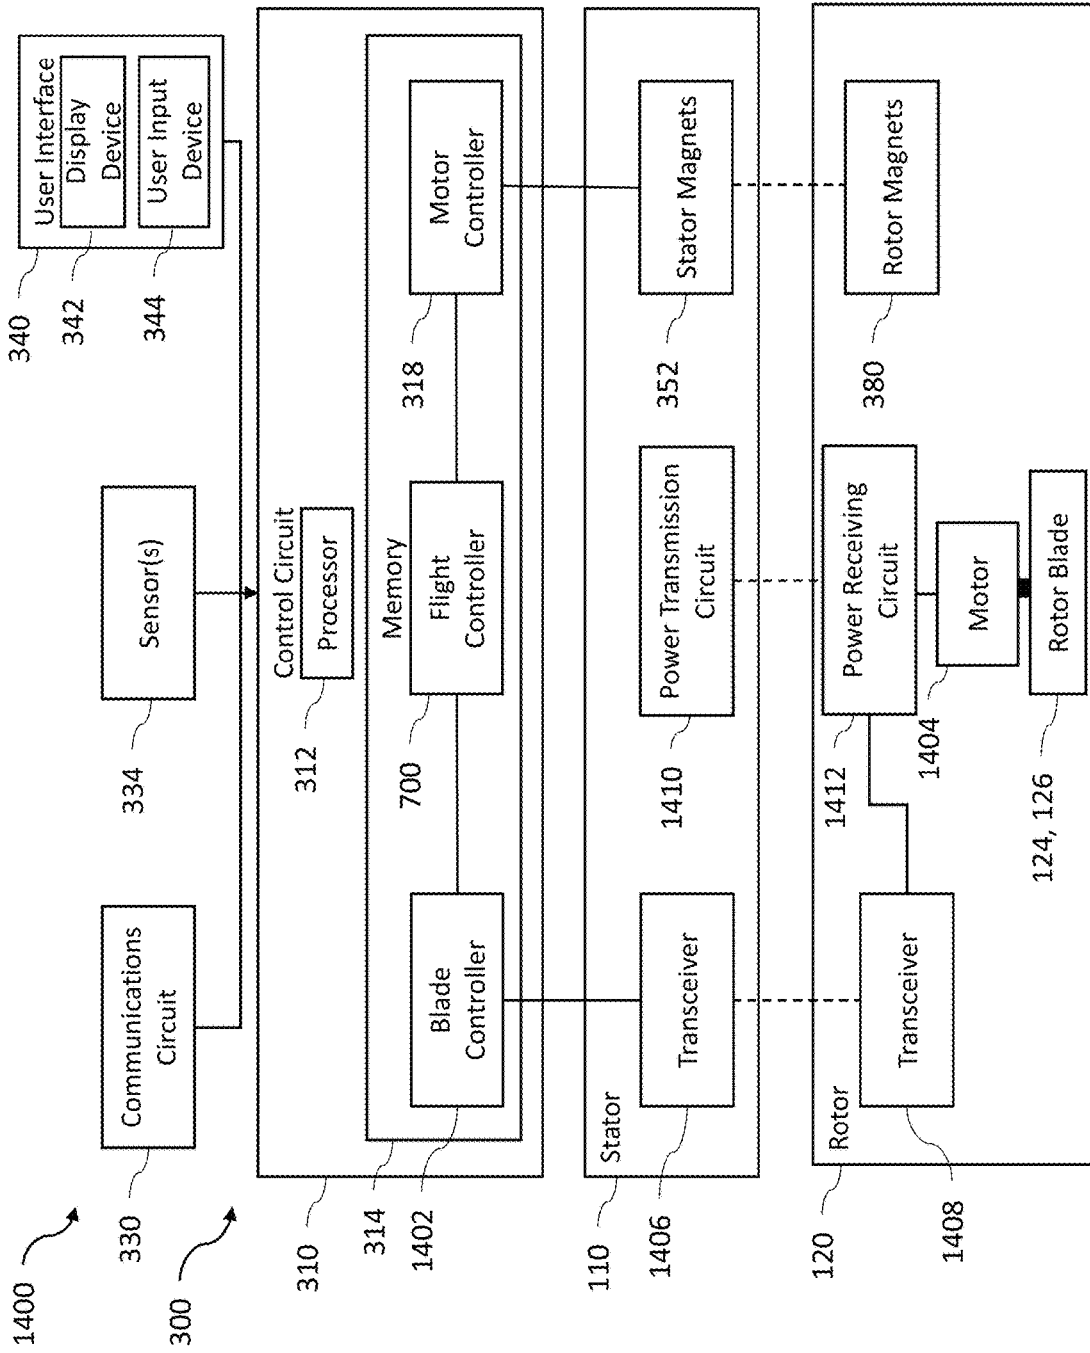 1400
300
330
Communications
Circuit
334
Sensor(s)
340
342
344
User Interface
Display
Device
User Input
Device
310
314
312
Control Circuit
Processor
Memory
1402
Blade
Controller
700
Flight
Controller
318
Motor
Controller
110
Stator
1406
Transceiver
1410
Power Transmission
Circuit
352
Stator Magnets
120
Rotor
1408
Transceiver
1412
Power Receiving
Circuit
1404
Motor
124, 126
Rotor Blade
380
Rotor Magnets